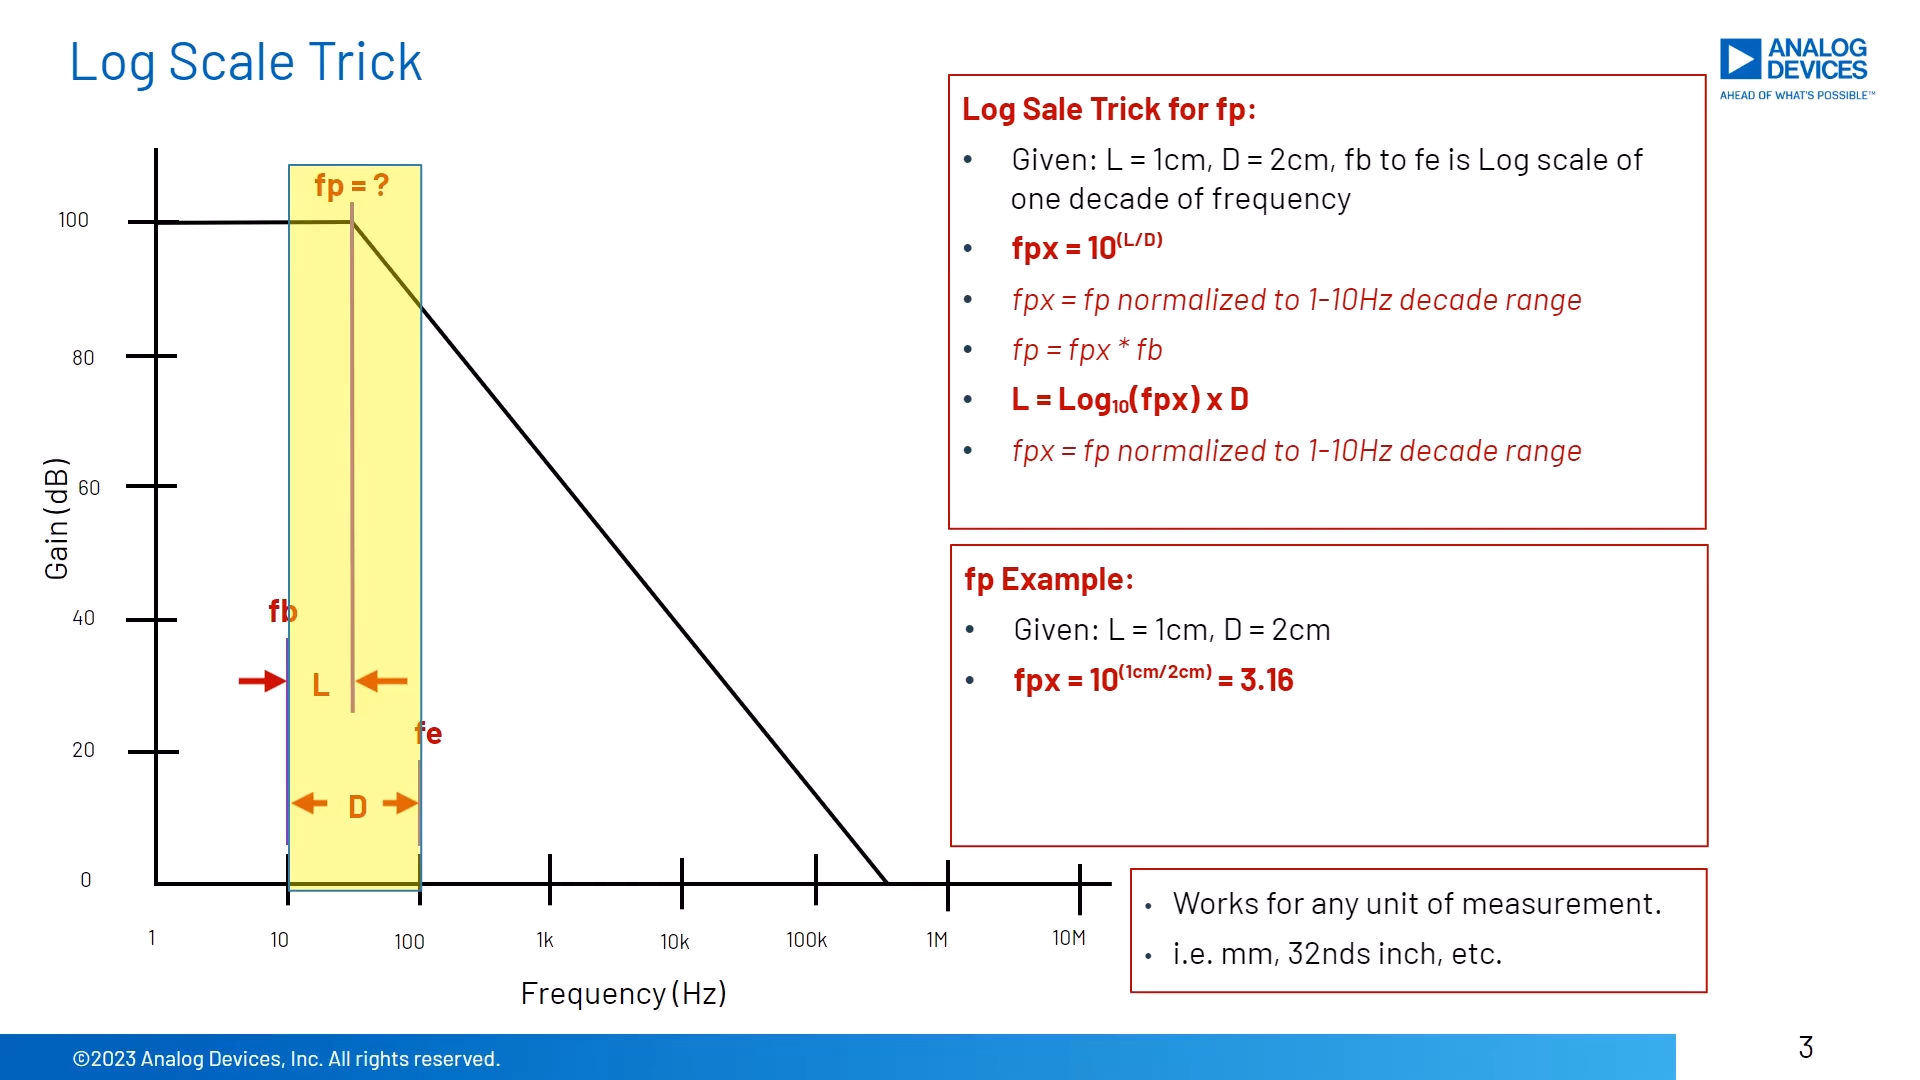 Log Scale Trick
ANALOG
DEVICES
AHEAD OF WHAT'S POSSIBLE™
Log Sale Trick for fp:
• Given: L = 1cm, D = 2cm, fb to fe is Log scale of
one decade of frequency
• fpx = 10^(L/D)
• fpx = fp normalized to 1-10Hz decade range
• fp = fpx * fb
• L = Log₁₀(fpx) x D
• fpx = fp normalized to 1-10Hz decade range
fp Example:
• Given: L = 1cm, D = 2cm
• fpx = 10^(1cm/2cm) = 3.16
• Works for any unit of measurement.
• i.e. mm, 32nds inch, etc.
fp = ?
100
80
60
40
20
0
Gain (dB)
fb
L
fe
D
1
10
100
1k
10k
100k
1M
10M
Frequency (Hz)
©2023 Analog Devices, Inc. All rights reserved.
3